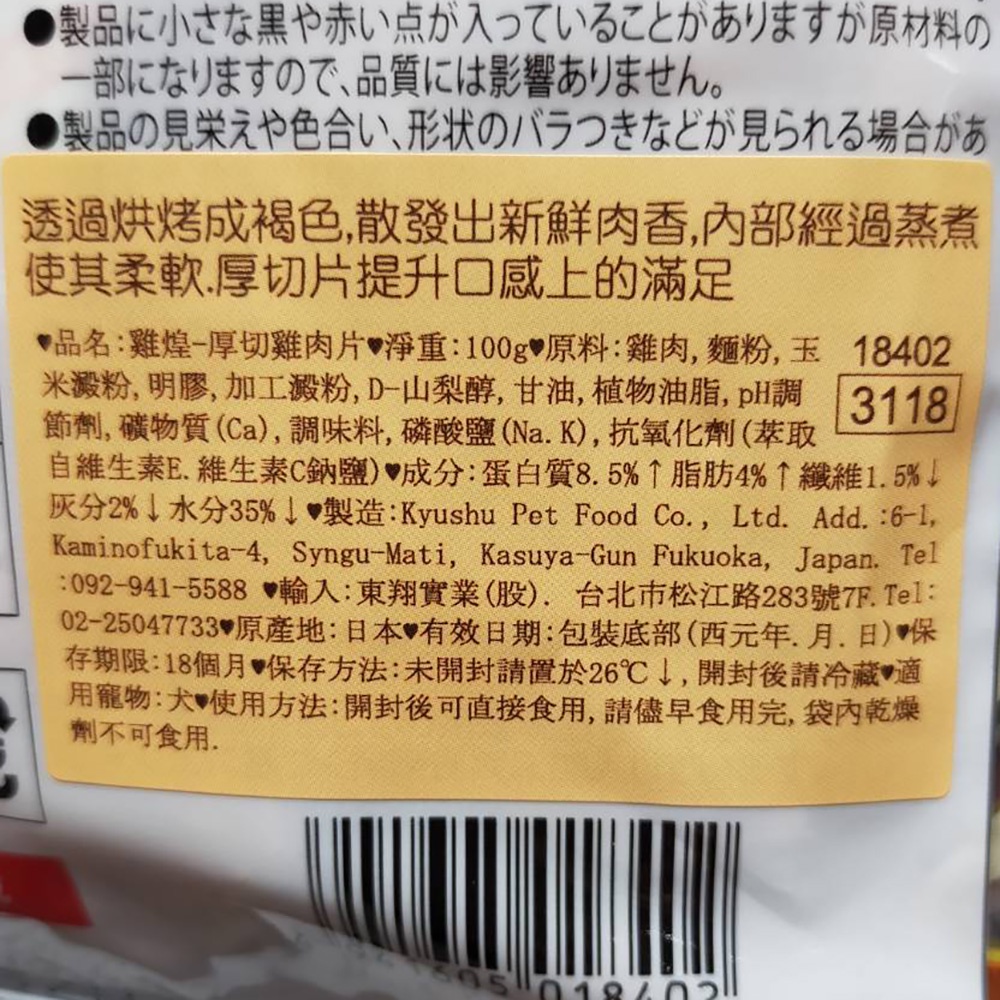 ●製品に小さな黒や赤い点が入っていることがありますが原材料の
一部になりますので、品質には影響ありません。
●製品の見栄えや色合い、形状のバラつきなどが見られる場合があ
透過烘烤成褐色,散發出新鮮肉香,內部經過蒸煮
使其柔軟.厚切片提升口感上的滿足
♥品名:雞煌-厚切雞肉片♥淨重:100g♥原料:雞肉,麵粉,玉
18402
米澱粉,明膠,加工澱粉,D-山梨醇,甘油,植物油脂,pH調
3118
節劑,礦物質(Ca),調味料,磷酸鹽(Na.K),抗氧化劑(萃取
自維生素E.維生素C鈉鹽)♥成分:蛋白質8.5%↑脂肪4%↑纖維1.5%↓
灰分2%↓水分35%↓♥製造:Kyushu Pet Food Co., Ltd. Add.:6-1,
Kaminofukita-4, Syngu-Mati, Kasuya-Gun Fukuoka, Japan. Tel
:092-941-5588 ♥輸入:東翔實業(股). 台北市松江路283號7F.Tel:
02-25047733♥原產地:日本♥有效日期:包裝底部(西元年.月.日)♥保
存期限:18個月♥保存方法:未開封請置於26℃↓,開封後請冷藏♥適
用寵物:犬♥使用方法:開封後可直接食用,請儘早食用完,袋內乾燥
劑不可食用.
018402